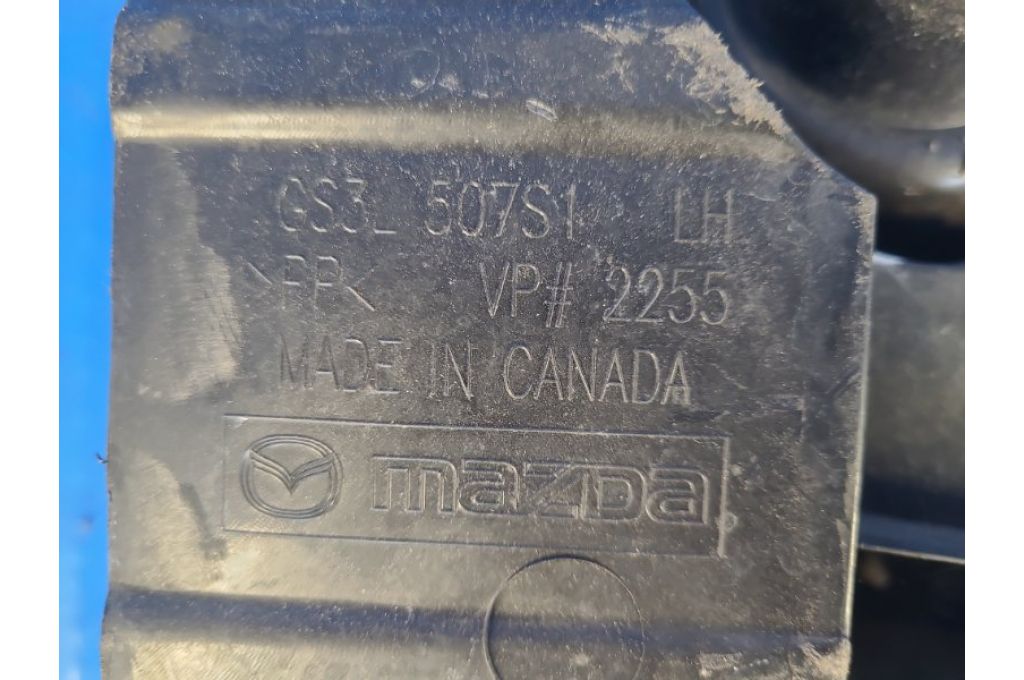 GS3L 507S1 LH
>PP< VP# 2255
MADE IN CANADA
mazda